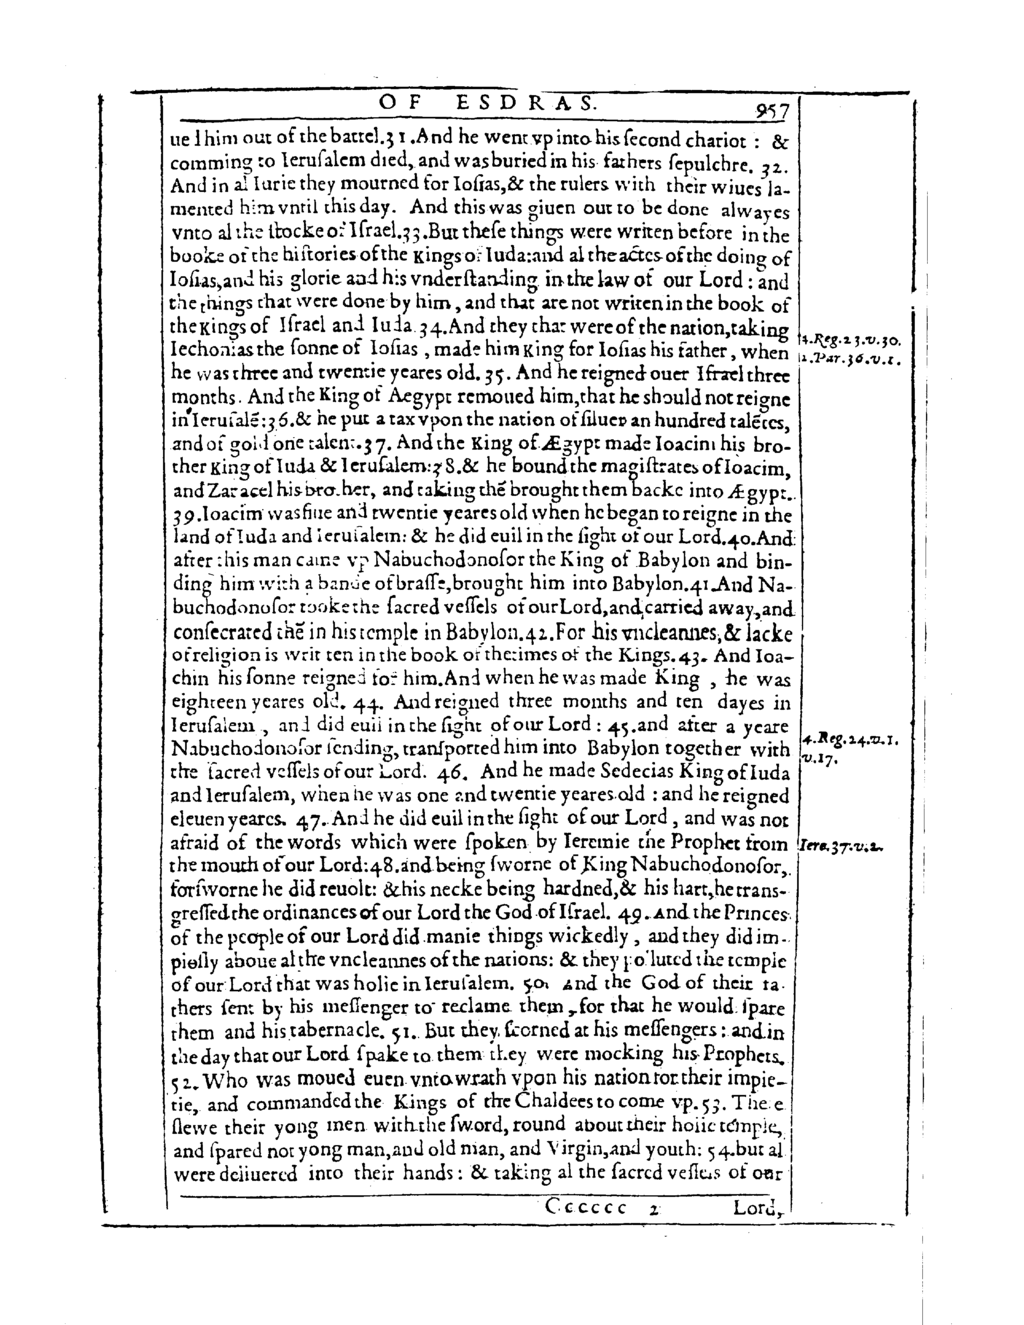 OF ESDRAS. 957
ued him out of the battel.31.And he went vp into his ſecond chariot : &
comming to Ieruſalem died, and was buried in his fathers ſepulchre. 32.
And in al Iurie they mourned for Ioſias,& the rulers with their wiues la-
mented him vntil this day. And this was giuen out to be done alwayes
vnto al the ſtocke of Iſrael.33.But theſe things were writen before in the
booke of the hiſtories of the Kings of Iuda:and al the actes of the doing of
Ioſias,and his glorie and his vnderſtanding in the law of our Lord : and
the things that were done by him, and that are not writen in the book of
the Kings of Iſrael and Iuda.34.And they that were of the nation,taking
Iechonias the ſonne of Ioſias , made him King for Ioſias his father, when
he was three and twentie yeares old. 35. And he reigned ouer Iſrael three
months. And the King of Aegypt remoued him,that he should not reigne
in Ieruſalē:36.& he put a tax vpon the nation of ſiluer an hundred talētes,
and of gold one talent.37. And the King of Ægypt made Ioacim his bro-
ther King of Iuda & Ieruſalem:38.& he bound the magiſtrates of Ioacim,
and Zaracel his brother, and taking thē brought them backe into Ægypt.
39.Ioacim was fiue and twentie yeares old when he began to reigne in the
land of Iuda and Ieruſalem: & he did euil in the ſight of our Lord.40.And
after this man came vp Nabuchodonoſor the King of Babylon and bin-
ding him with a bande of braſſe,brought him into Babylon.41.And Na-
buchodonoſor tooke the ſacred veſſels of our Lord,and carried away,and
conſecrated thē in his temple in Babylon.42.For his vncleannes,& lacke
of religion is writ ten in the book of the times of the Kings.43. And Ioa-
chin his ſonne reigned for him.And when he was made King , he was
eighteen yeares old. 44. And reigned three months and ten dayes in
Ieruſalem , and did euil in the ſight of our Lord : 45.and after a yeare
Nabuchodonoſor ſending, tranſported him into Babylon together with
the ſacred veſſels of our Lord. 46. And he made Sedecias King of Iuda
and Ieruſalem, when he was one and twentie yeares old : and he reigned
eleuen yeares. 47. And he did euil in the ſight of our Lord , and was not
afraid of the words which were ſpoken by Ieremie the Prophet from
the mouth of our Lord:48.and being ſworne of King Nabuchodonoſor,
forſworne he did reuolt: & his necke being hardned,& his hart,he trans-
greſſed the ordinances of our Lord the God of Iſrael. 49. And the Princes
of the people of our Lord did manie things wickedly , and they did im-
piouſly aboue al the vncleannes of the nations: & they poluted the temple
of our Lord that was holie in Ieruſalem. 50. And the God of their fa-
thers ſent by his meſſenger to reclame them , for that he would ſpare
them and his tabernacle. 51. But they ſcorned at his meſſengers : and in
the day that our Lord ſpake to them they were mocking his Prophets.
52. Who was moued euen vnto wrath vpon his nation for their impie-
tie, and commanded the Kings of the Chaldees to come vp.53. Theſe
ſlewe their yong men with the ſword, round about their holie temple,
and ſpared not yong man,and old man, and Virgin,and youth: 54.but al
were deliuered into their hands : & taking al the ſacred veſſels of our
Cccccc 2 Lord,
4.Reg.23.v.30.
2.Par.36.v.1.
4.Reg.24.v.1.
v.17.
Iere.37.v.2.